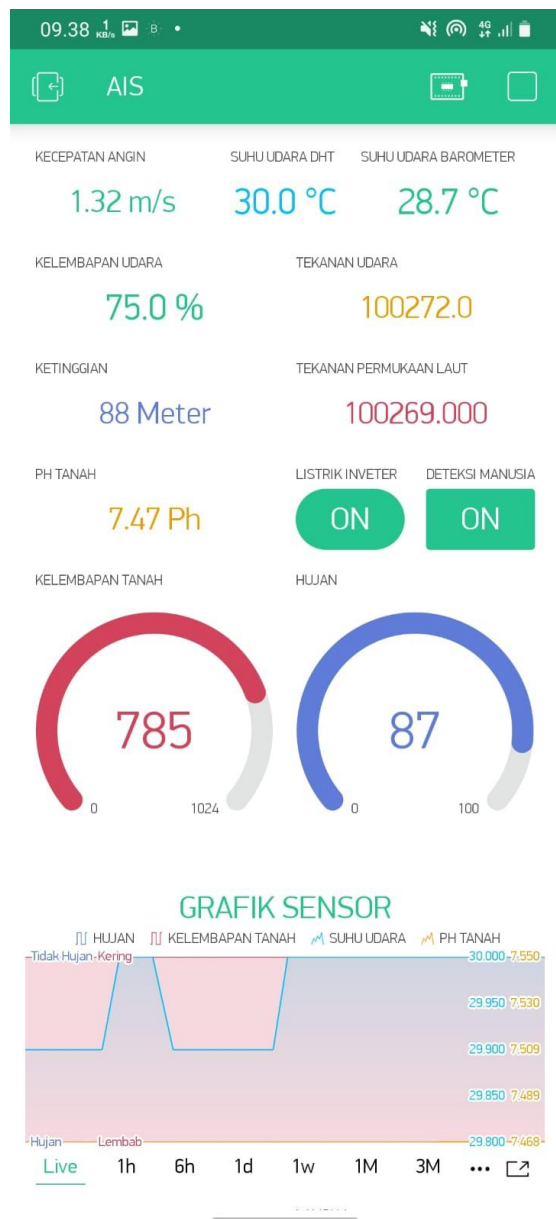 09.38 1 KB/s B •
4G
AIS
KECEPATAN ANGIN SUHU UDARA DHT SUHU UDARA BAROMETER
1.32 m/s 30.0 °C 28.7 °C
KELEMBAPAN UDARA TEKANAN UDARA
75.0 % 100272.0
KETINGGIAN TEKANAN PERMUKAAN LAUT
88 Meter 100269.000
PH TANAH LISTRIK INVETER DETEKSI MANUSIA
7.47 Ph ON ON
KELEMBAPAN TANAH HUJAN
785 87
0 1024 0 100
GRAFIK SENSOR
HUJAN KELEMBAPAN TANAH SUHU UDARA PH TANAH
Tidak Hujan Kering 30.000 7.550
29.950 7.530
29.900 7.509
29.850 7.489
Hujan Lembab 29.800 7.468
Live 1h 6h 1d 1w 1M 3M •••